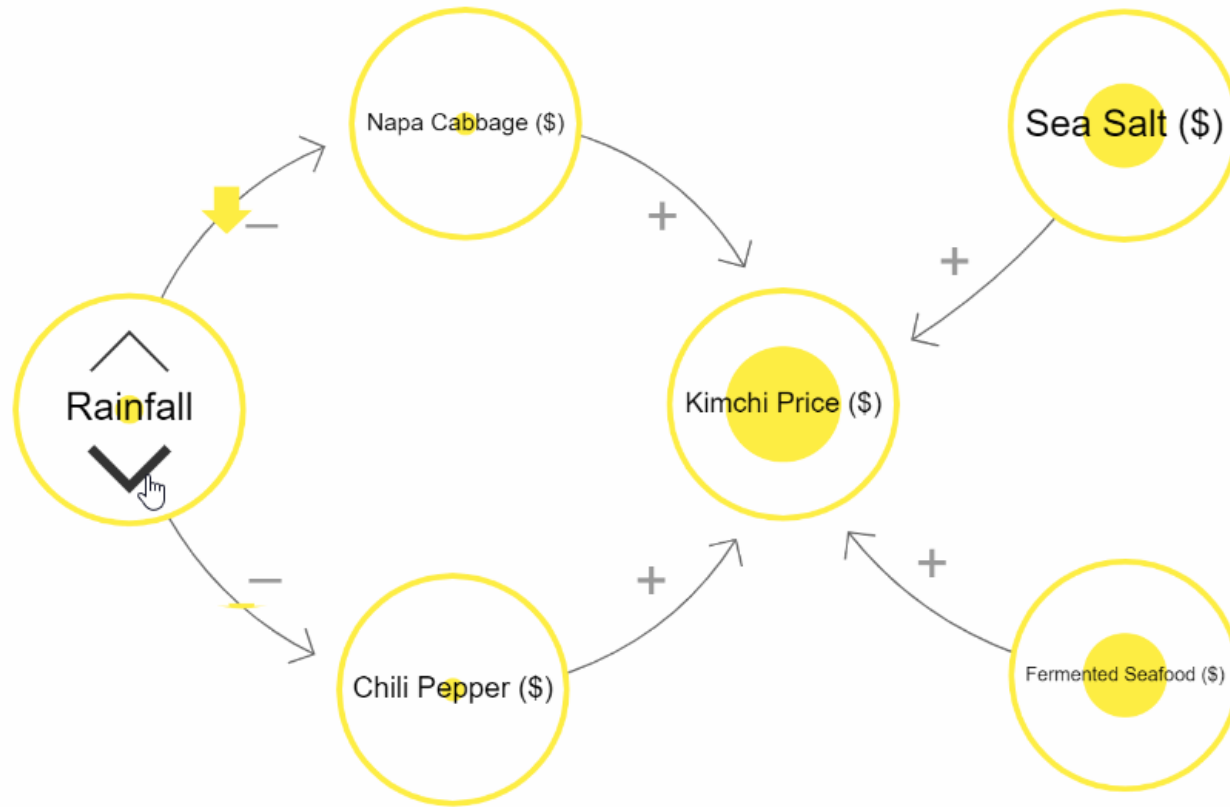 Napa Cabbage ($)
Sea Salt ($)
−
+
+
Rainfall
Kimchi Price ($)
−
+
+
Chili Pepper ($)
Fermented Seafood ($)